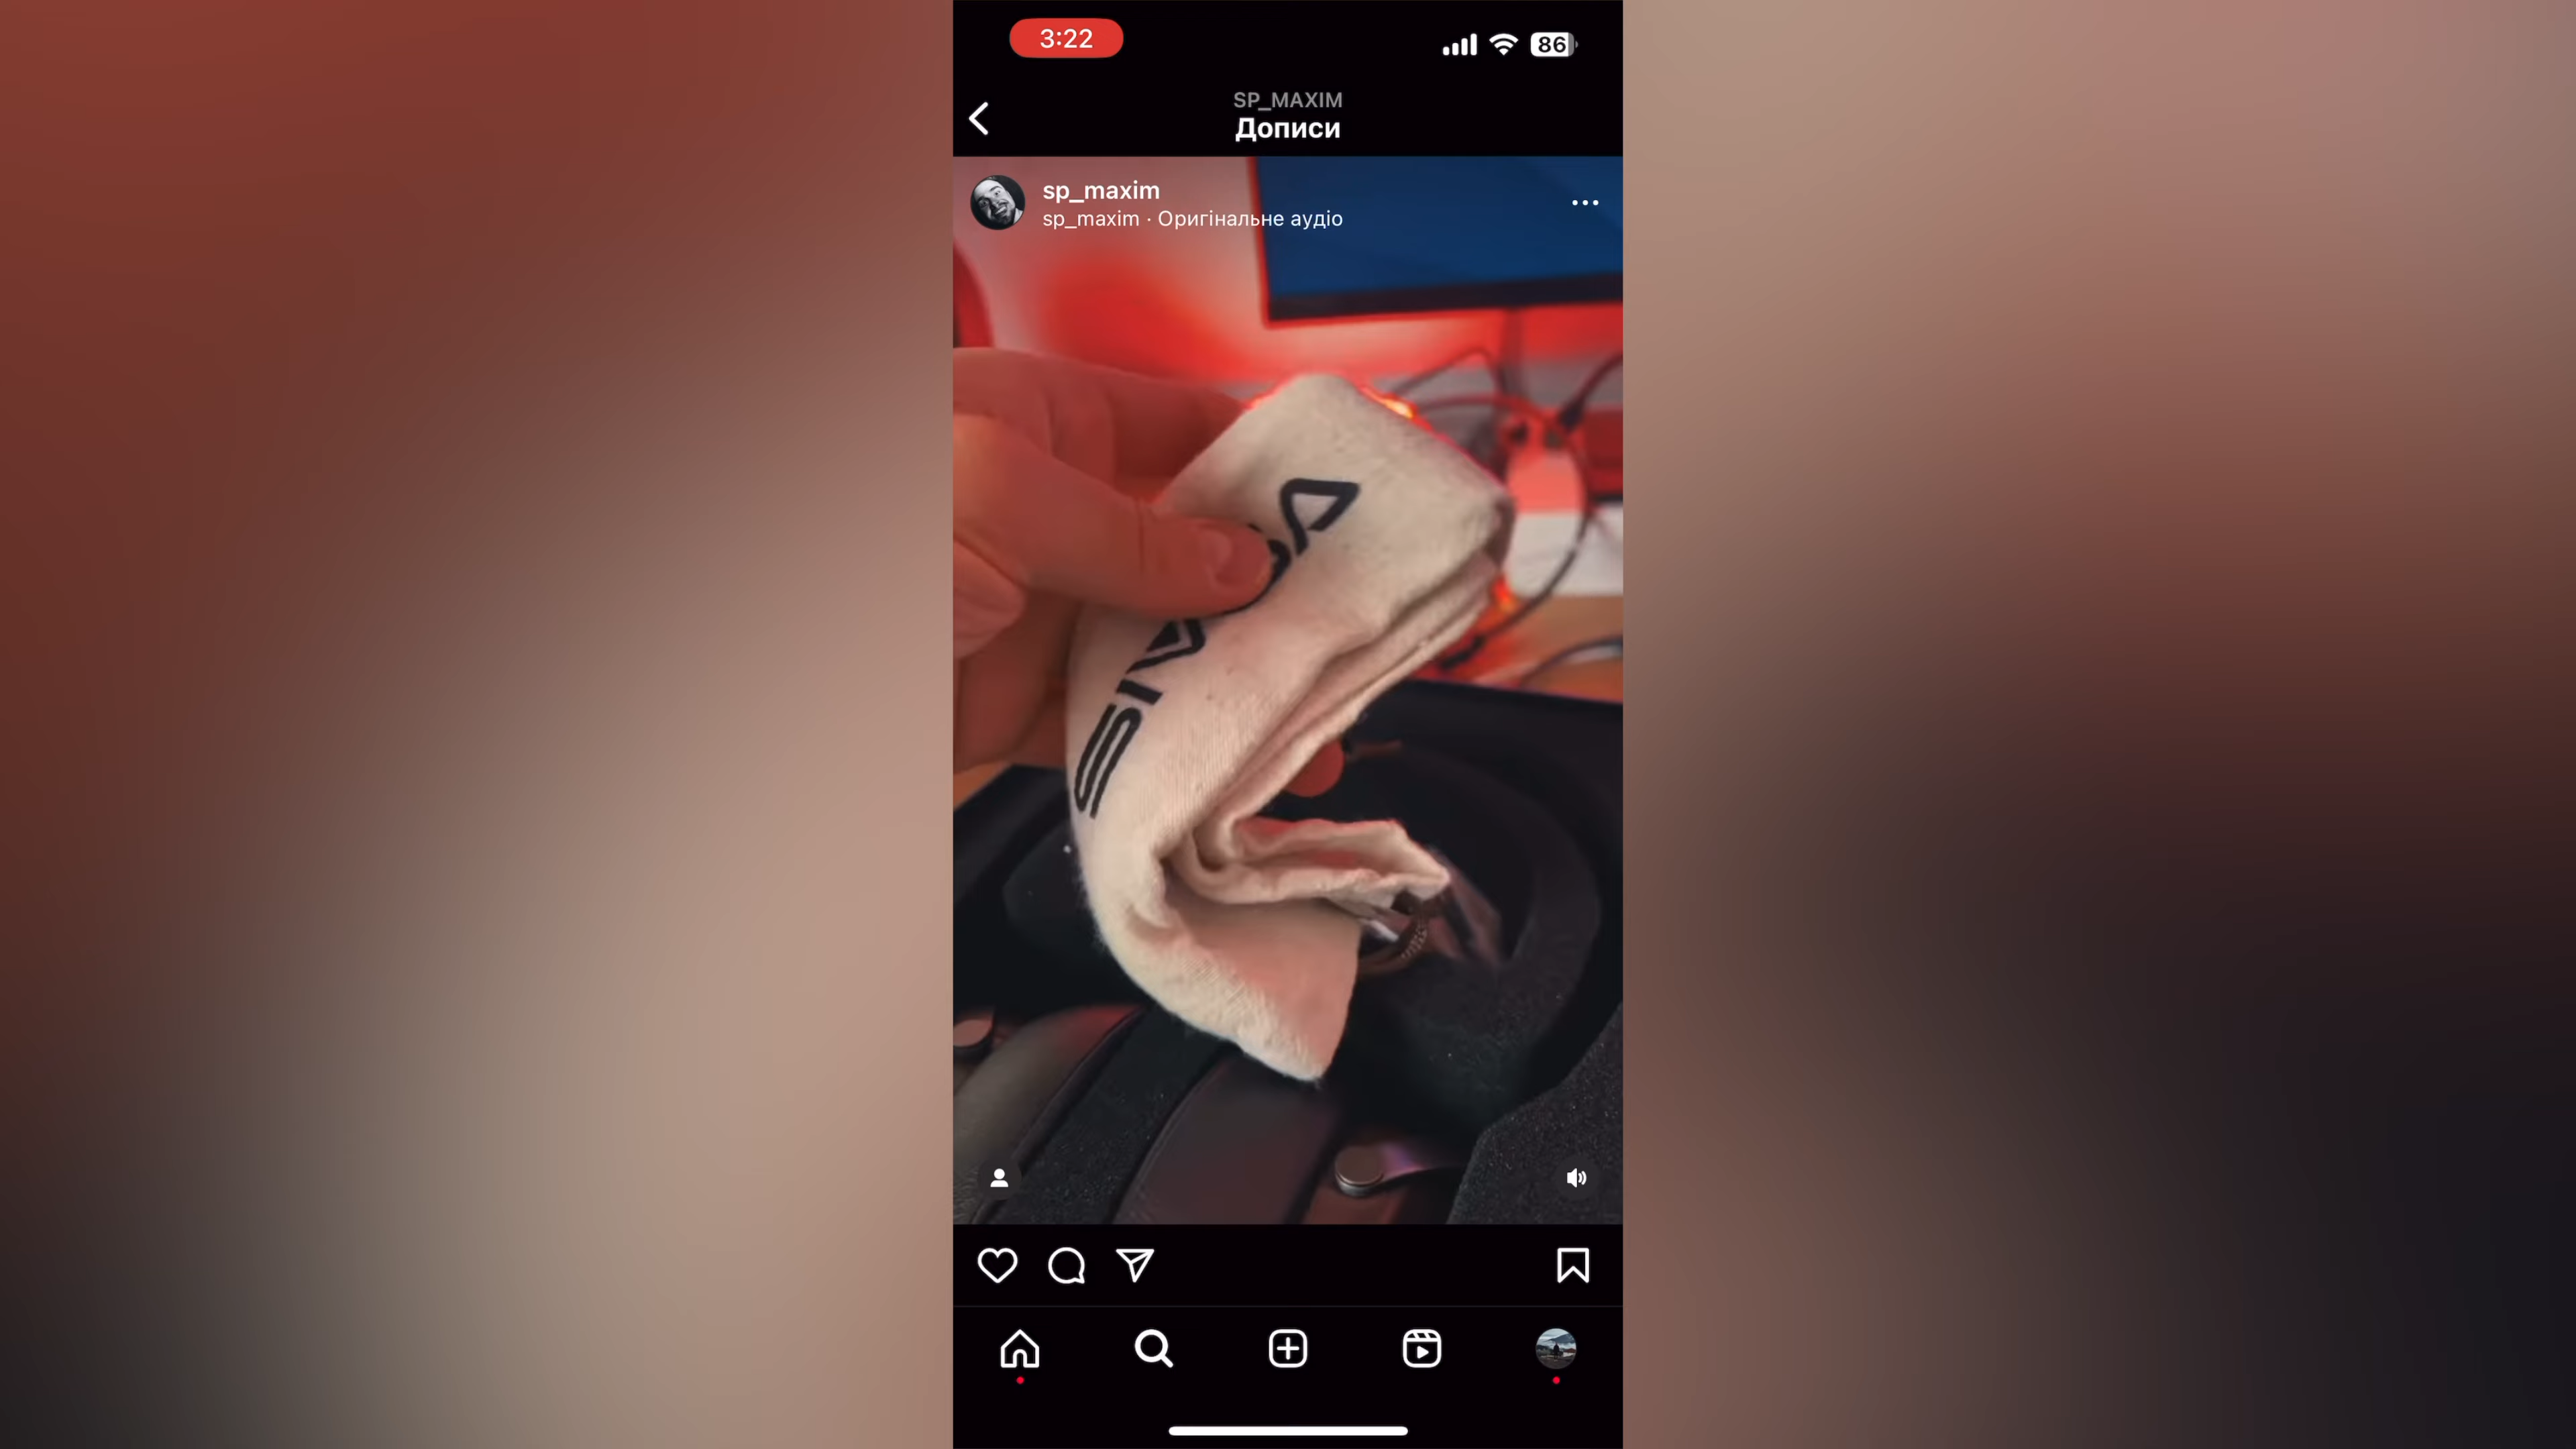 3:22
86
SP_MAXIM
Дописи
sp_maxim
sp_maxim · Оригінальне аудіо